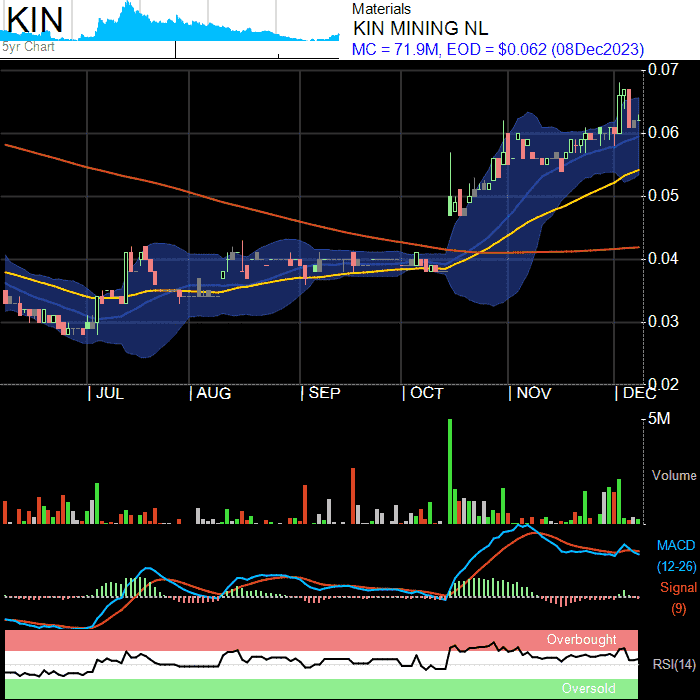 KIN
5yr Chart
Materials
KIN MINING NL
MC = 71.9M, EOD = $0.062 (08Dec2023)
0.07
0.06
0.05
0.04
0.03
0.02
| JUL | AUG | SEP | OCT | NOV | DEC
5M
Volume
MACD
(12-26)
Signal
(9)
Overbought
RSI(14)
Oversold